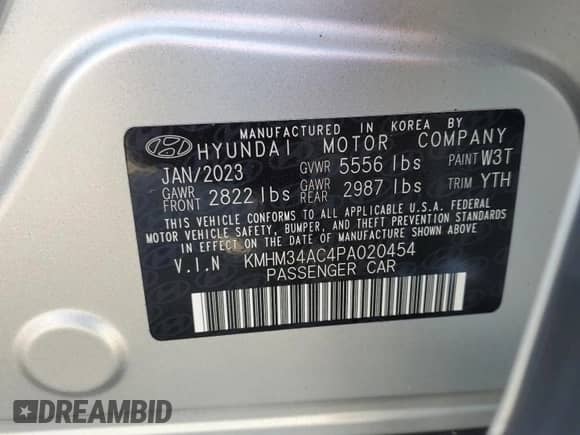 MANUFACTURED IN KOREA BY
HYUNDAI MOTOR COMPANY
JAN/2023 GVWR 5556 lbs PAINT W3T
GAWR FRONT 2822 lbs GAWR REAR 2987 lbs TRIM YTH
THIS VEHICLE CONFORMS TO ALL APPLICABLE U.S.A. FEDERAL
MOTOR VEHICLE SAFETY, BUMPER, AND THEFT PREVENTION STANDARDS
IN EFFECT ON THE DATE OF MANUFACTURE SHOWN ABOVE.
V.I.N KMHM34AC4PA020454
PASSENGER CAR
DREAMBID